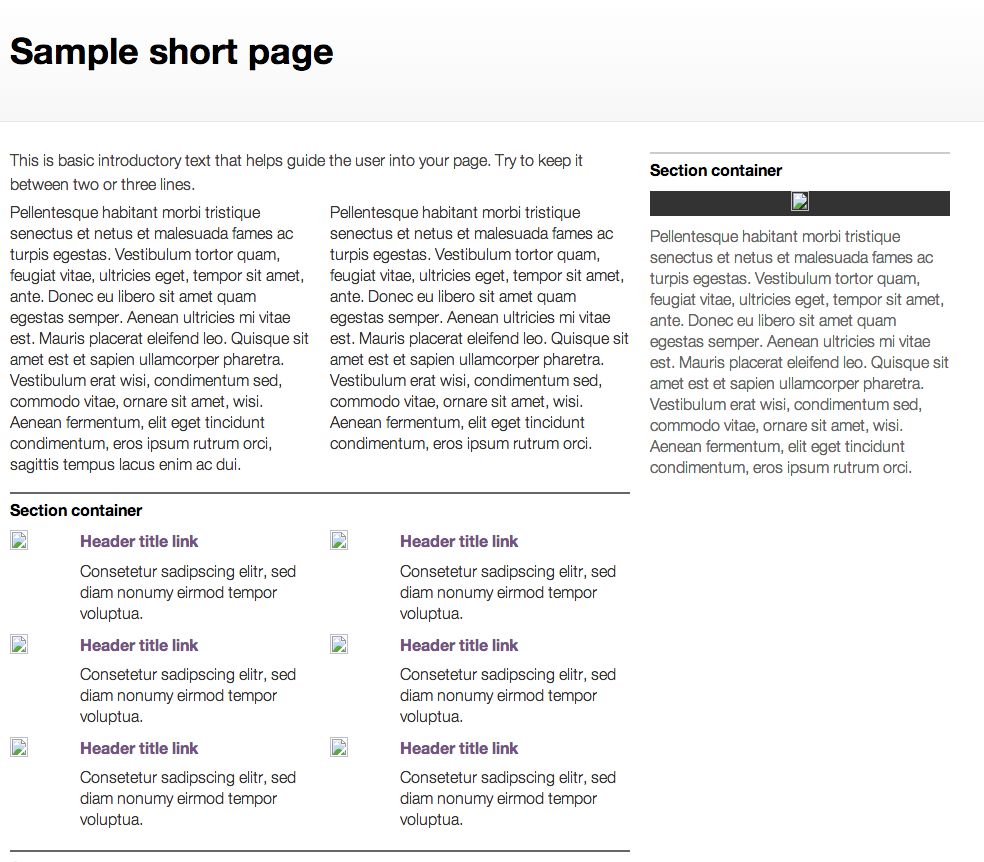 Sample short page
This is basic introductory text that helps guide the user into your page. Try to keep it
between two or three lines.
Pellentesque habitant morbi tristique
senectus et netus et malesuada fames ac
turpis egestas. Vestibulum tortor quam,
feugiat vitae, ultricies eget, tempor sit amet,
ante. Donec eu libero sit amet quam
egestas semper. Aenean ultricies mi vitae
est. Mauris placerat eleifend leo. Quisque sit
amet est et sapien ullamcorper pharetra.
Vestibulum erat wisi, condimentum sed,
commodo vitae, ornare sit amet, wisi.
Aenean fermentum, elit eget tincidunt
condimentum, eros ipsum rutrum orci,
sagittis tempus lacus enim ac dui.
Pellentesque habitant morbi tristique
senectus et netus et malesuada fames ac
turpis egestas. Vestibulum tortor quam,
feugiat vitae, ultricies eget, tempor sit amet,
ante. Donec eu libero sit amet quam
egestas semper. Aenean ultricies mi vitae
est. Mauris placerat eleifend leo. Quisque sit
amet est et sapien ullamcorper pharetra.
Vestibulum erat wisi, condimentum sed,
commodo vitae, ornare sit amet, wisi.
Aenean fermentum, elit eget tincidunt
condimentum, eros ipsum rutrum orci.
Section container
Header title link
Consetetur sadipscing elitr, sed
diam nonumy eirmod tempor
voluptua.
Header title link
Consetetur sadipscing elitr, sed
diam nonumy eirmod tempor
voluptua.
Header title link
Consetetur sadipscing elitr, sed
diam nonumy eirmod tempor
voluptua.
Header title link
Consetetur sadipscing elitr, sed
diam nonumy eirmod tempor
voluptua.
Header title link
Consetetur sadipscing elitr, sed
diam nonumy eirmod tempor
voluptua.
Header title link
Consetetur sadipscing elitr, sed
diam nonumy eirmod tempor
voluptua.
Section container
Pellentesque habitant morbi tristique
senectus et netus et malesuada fames ac
turpis egestas. Vestibulum tortor quam,
feugiat vitae, ultricies eget, tempor sit amet,
ante. Donec eu libero sit amet quam
egestas semper. Aenean ultricies mi vitae
est. Mauris placerat eleifend leo. Quisque sit
amet est et sapien ullamcorper pharetra.
Vestibulum erat wisi, condimentum sed,
commodo vitae, ornare sit amet, wisi.
Aenean fermentum, elit eget tincidunt
condimentum, eros ipsum rutrum orci.